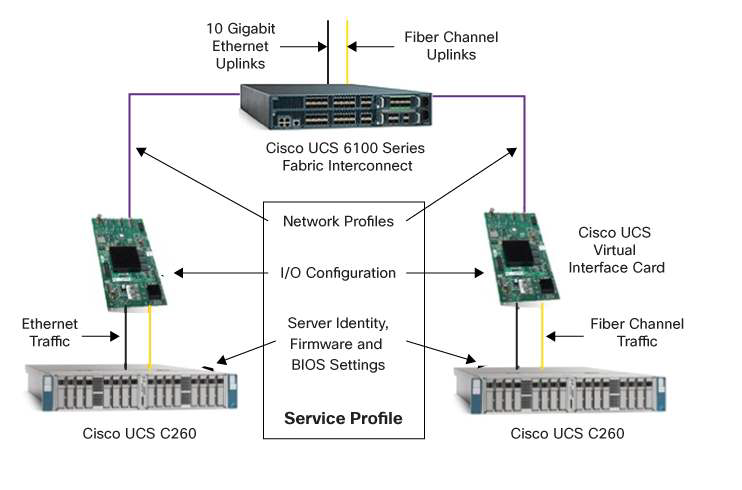 10 Gigabit
Ethernet
Uplinks
Fiber Channel
Uplinks
Cisco UCS 6100 Series
Fabric Interconnect
Network Profiles
Cisco UCS
Virtual
Interface Card
I/O Configuration
Ethernet
Traffic
Server Identity,
Firmware and
BIOS Settings
Fiber Channel
Traffic
Service Profile
Cisco UCS C260
Cisco UCS C260